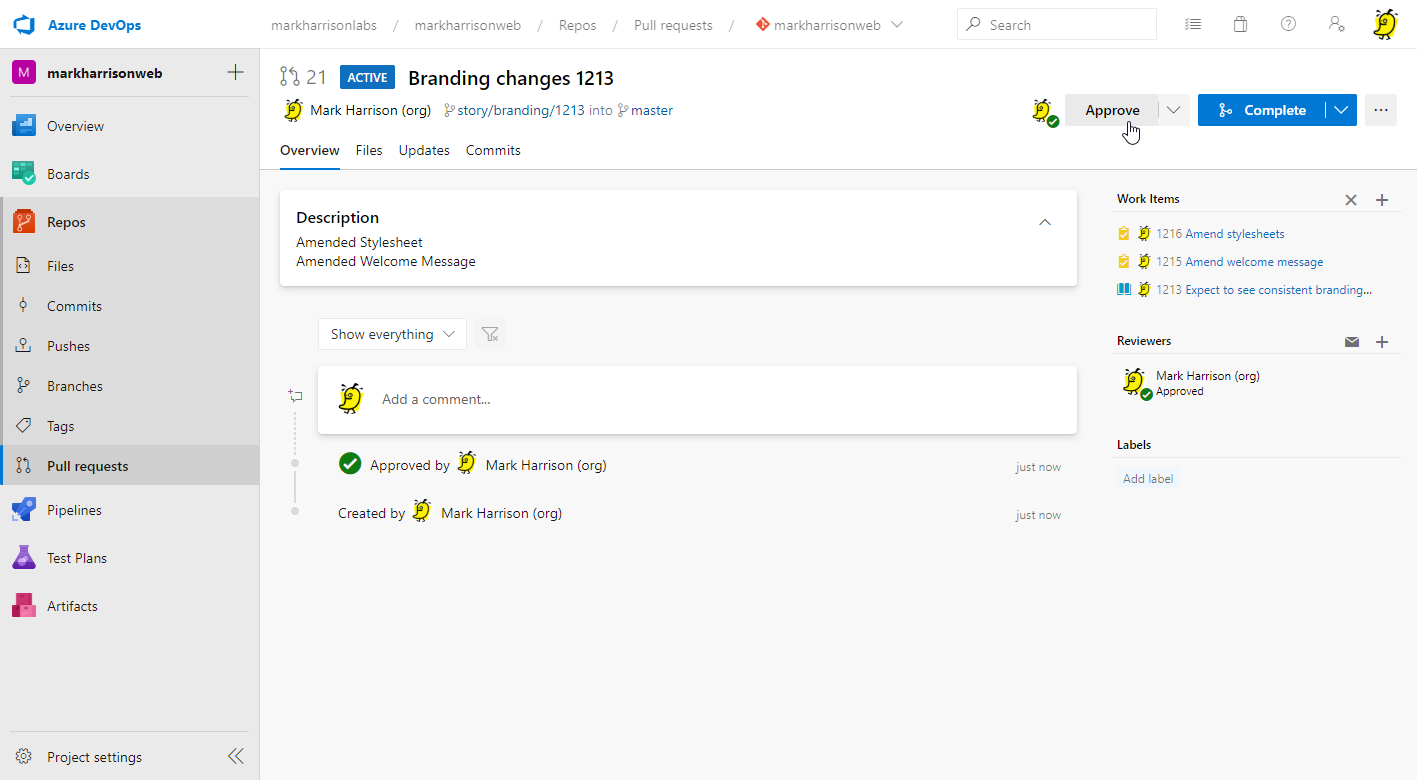 Azure DevOps
markharrisonlabs / markharrisonweb / Repos / Pull requests / markharrisonweb
Search
M markharrisonweb
Overview
Boards
Repos
Files
Commits
Pushes
Branches
Tags
Pull requests
Pipelines
Test Plans
Artifacts
Project settings
21 ACTIVE Branding changes 1213
Mark Harrison (org) story/branding/1213 into master
Approve
Complete
Overview Files Updates Commits
Description
Amended Stylesheet
Amended Welcome Message
Show everything
Add a comment...
Approved by Mark Harrison (org) just now
Created by Mark Harrison (org) just now
Work Items
1216 Amend stylesheets
1215 Amend welcome message
1213 Expect to see consistent branding...
Reviewers
Mark Harrison (org)
Approved
Labels
Add label